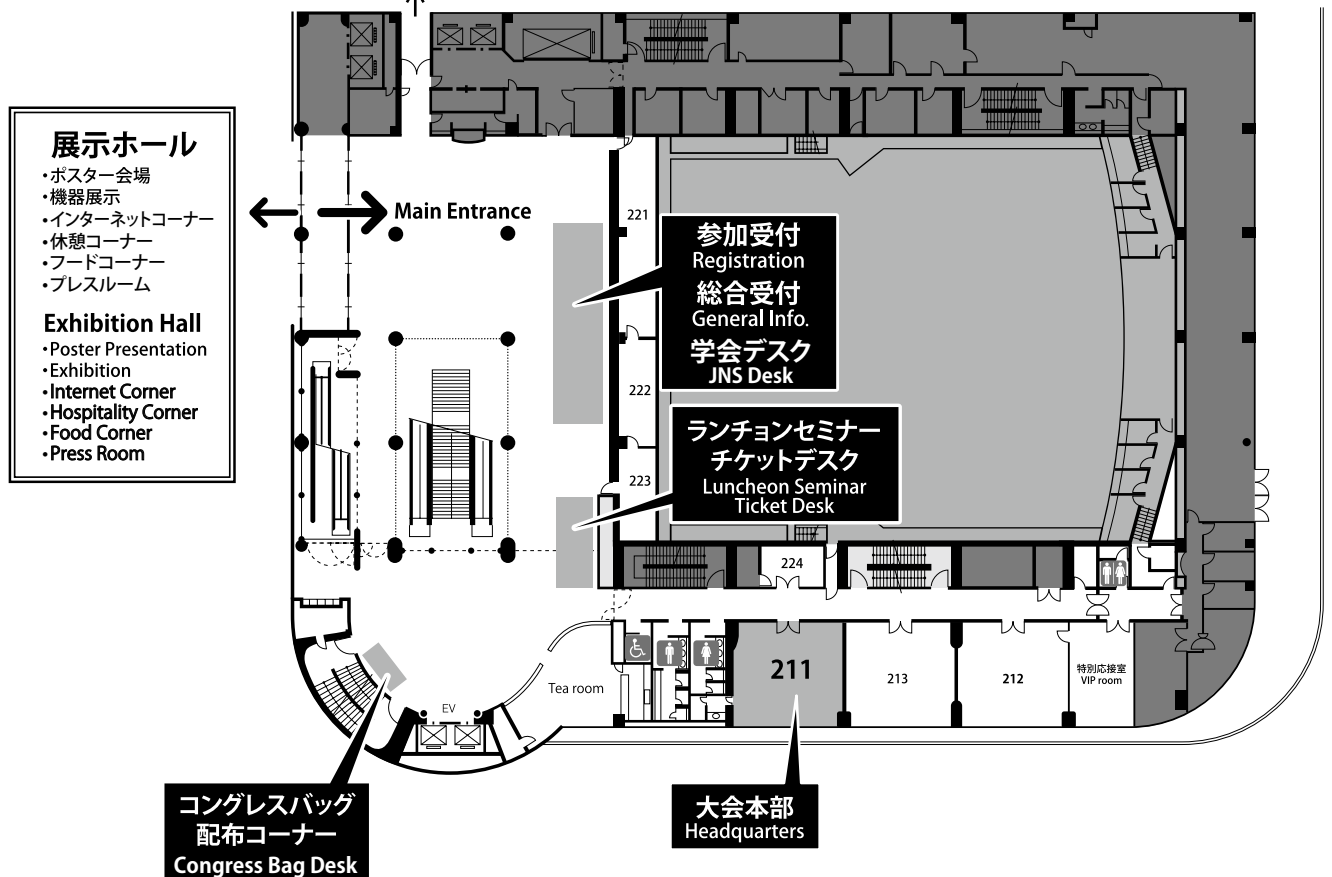 展示ホール
・ポスター会場
・機器展示
・インターネットコーナー
・休憩コーナー
・フードコーナー
・プレスルーム
Exhibition Hall
・Poster Presentation
・Exhibition
・Internet Corner
・Hospitality Corner
・Food Corner
・Press Room
Main Entrance
221
参加受付
Registration
総合受付
General Info.
学会デスク
JNS Desk
222
ランチョンセミナー
チケットデスク
Luncheon Seminar
Ticket Desk
223
224
211
213
212
特別応接室
VIP room
Tea room
EV
コングレスバッグ
配布コーナー
Congress Bag Desk
大会本部
Headquarters